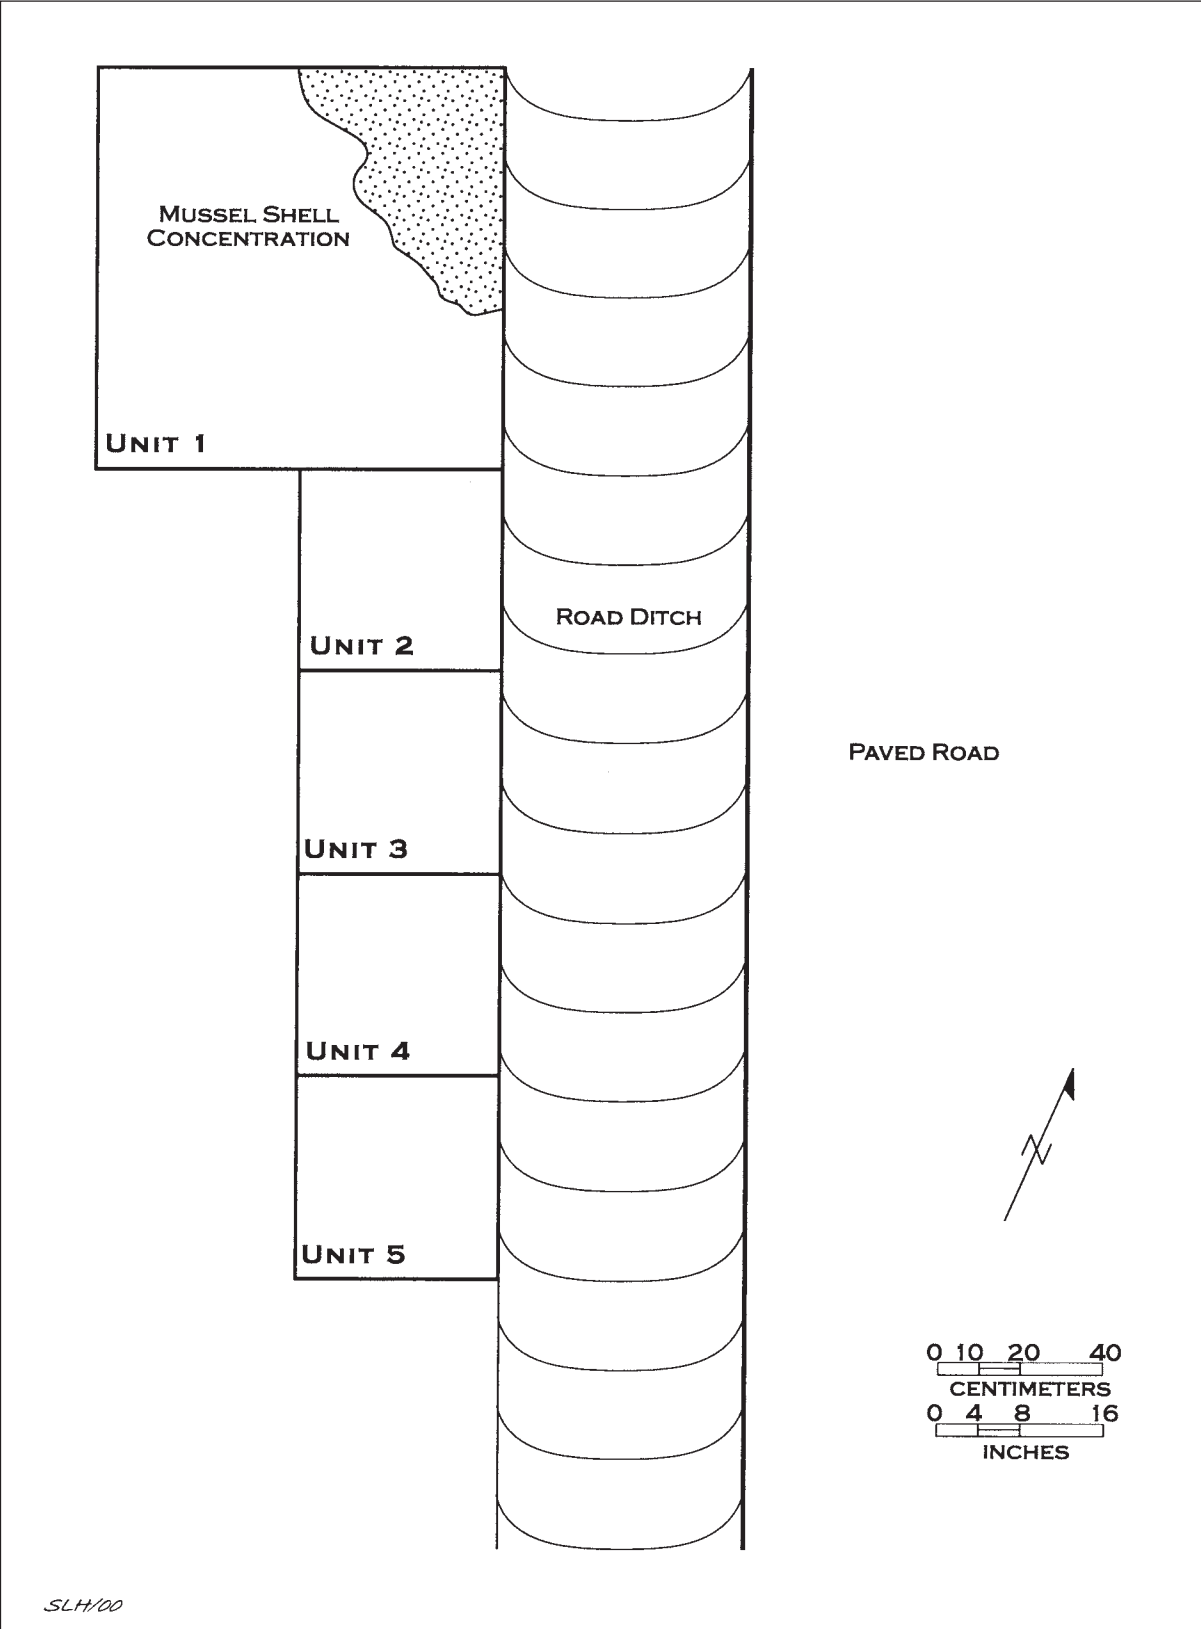 MUSSEL SHELL
CONCENTRATION
UNIT 1
ROAD DITCH
UNIT 2
PAVED ROAD
UNIT 3
UNIT 4
N
UNIT 5
0 10 20 40
CENTIMETERS
0 4 8 16
INCHES
SLH/00